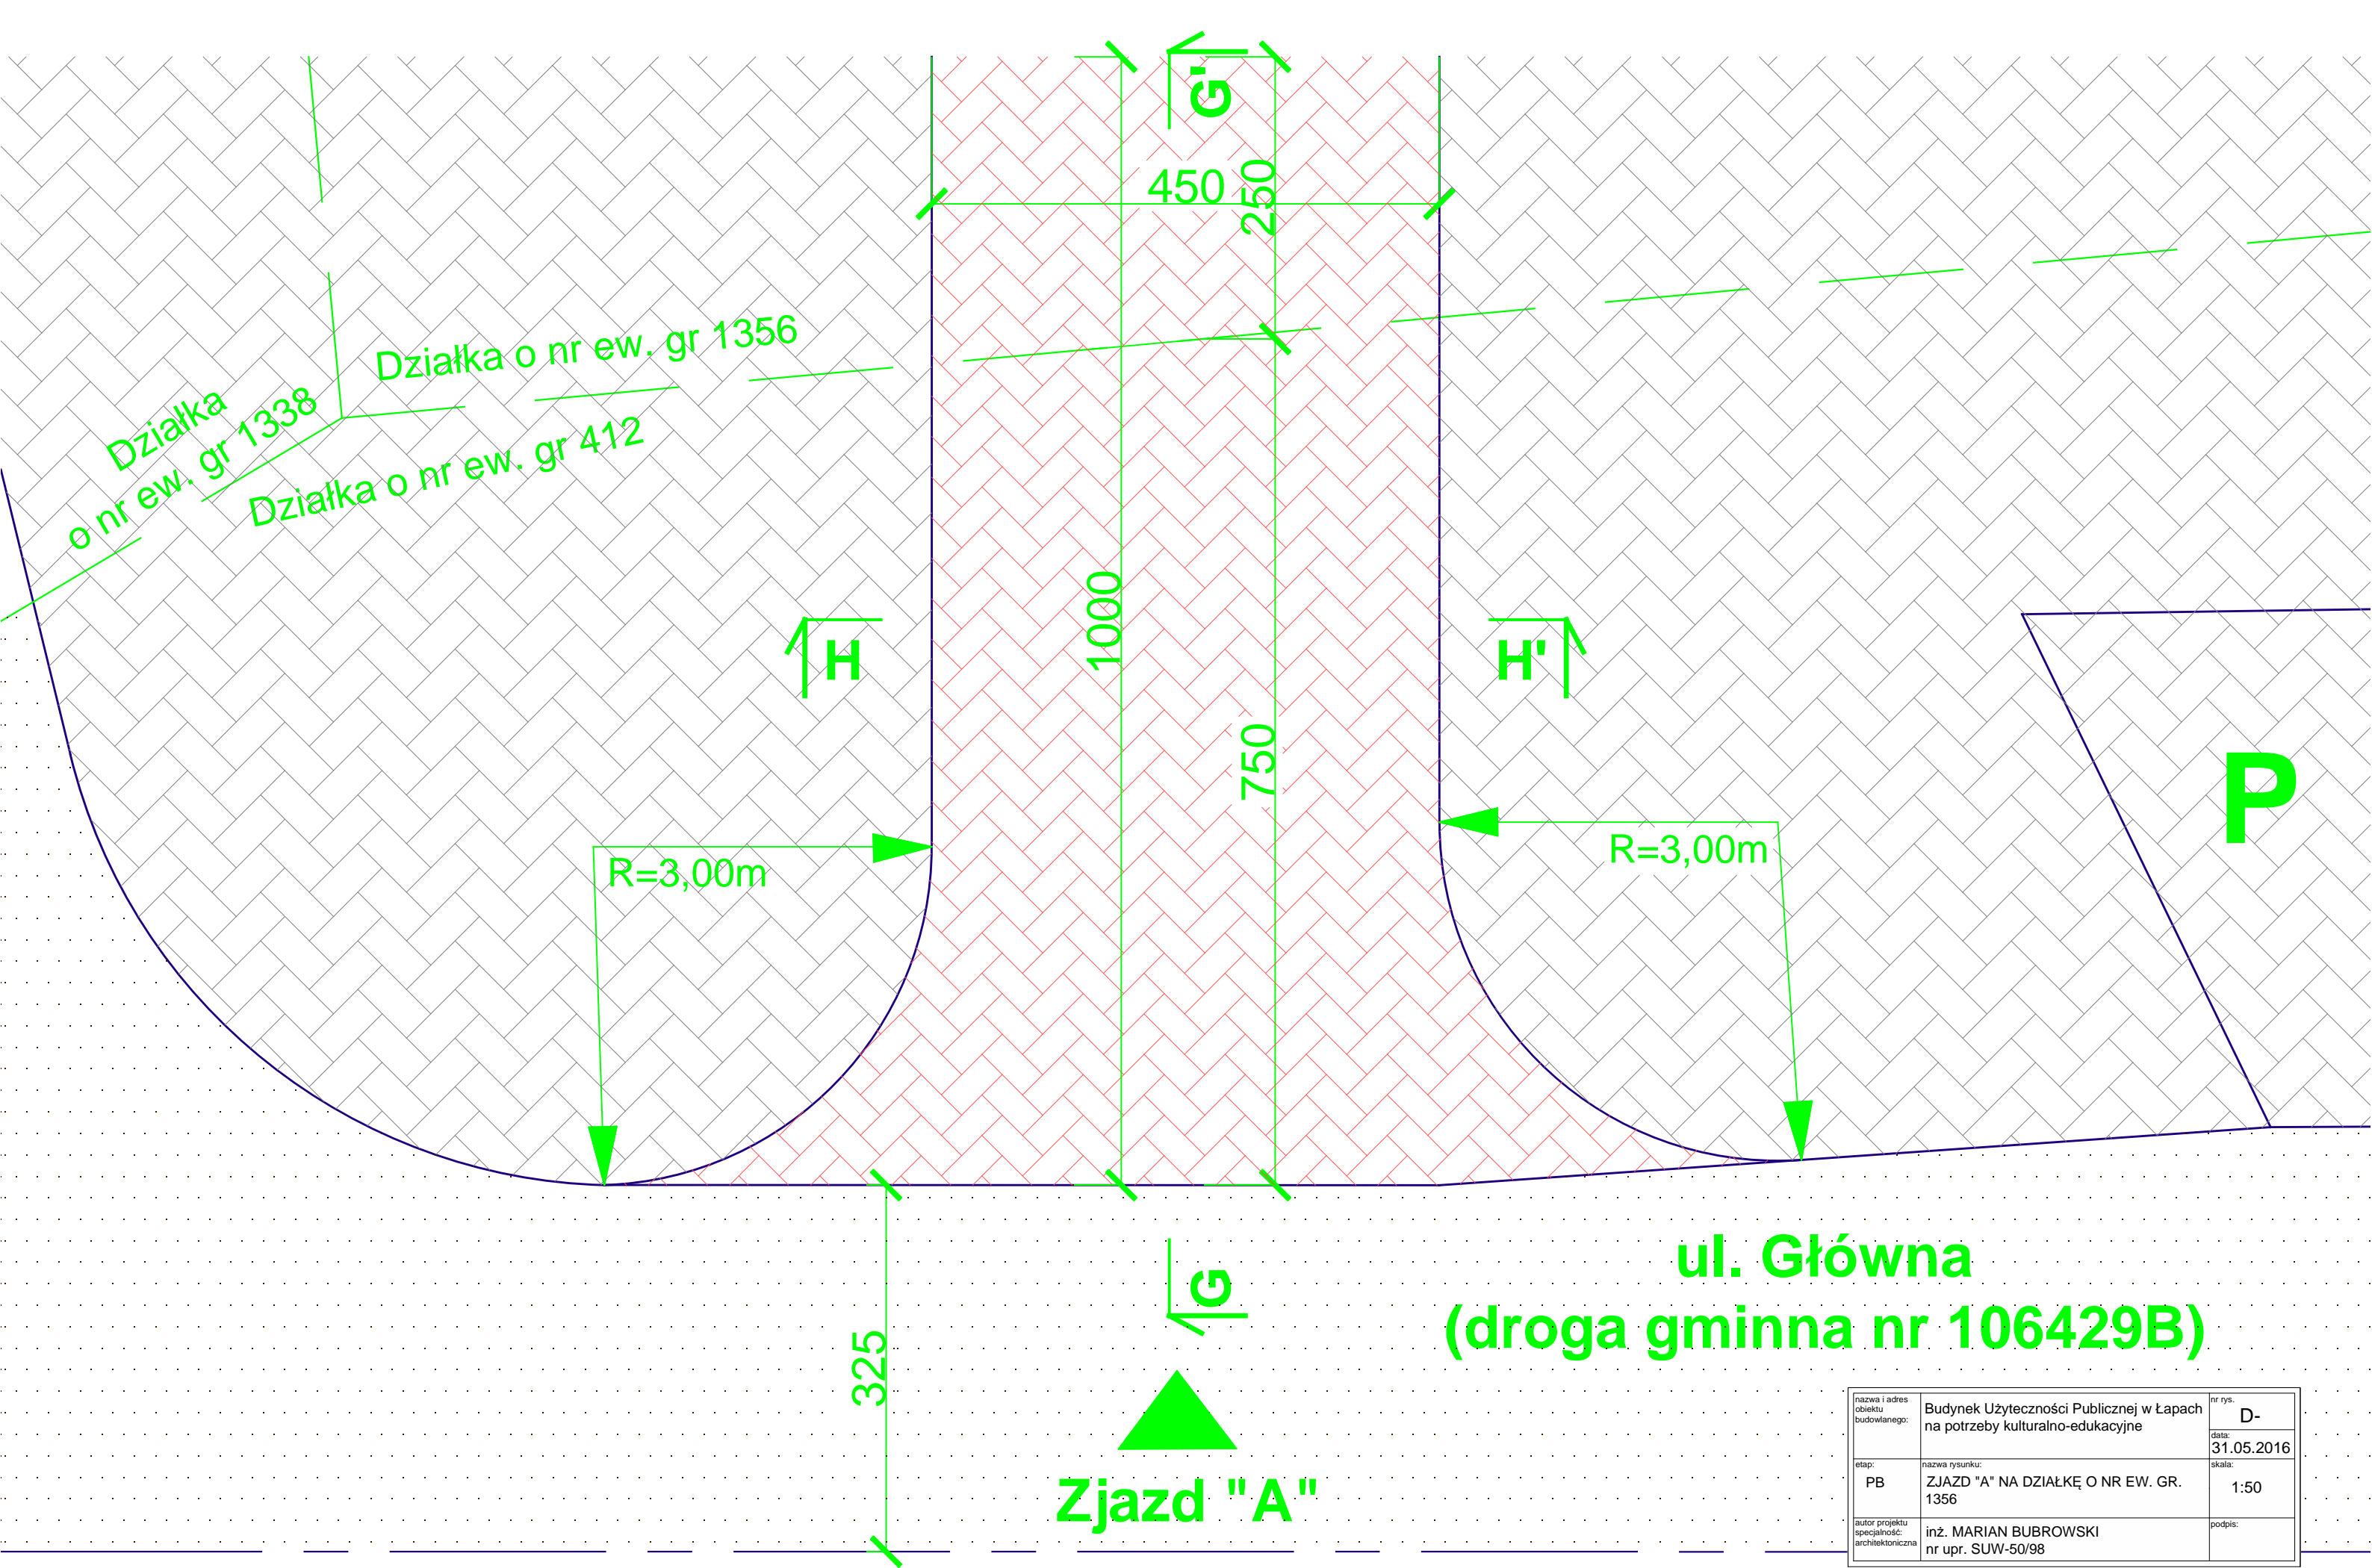 G'
450
250
Działka o nr ew. gr 1356
Działka
o nr ew. gr 1338
Działka o nr ew. gr 412
1000
H
H'
750
P
R=3,00m
R=3,00m
G
325
ul. Główna
(droga gminna nr 106429B)
Zjazd "A"
nazwa i adres
obiektu
budowlanego:
Budynek Użyteczności Publicznej w Łapach
na potrzeby kulturalno-edukacyjne
nr rys.
D-
data:
31.05.2016
etap:
PB
nazwa rysunku:
ZJAZD "A" NA DZIAŁKĘ O NR EW. GR.
1356
skala:
1:50
autor projektu
specjalność:
architektoniczna
inż. MARIAN BUBROWSKI
nr upr. SUW-50/98
podpis: